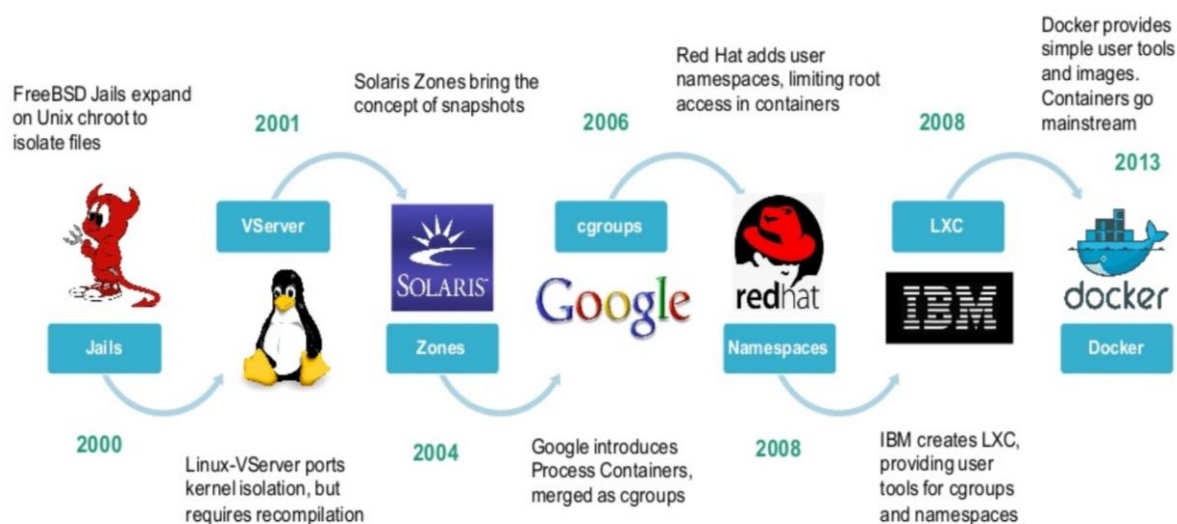 FreeBSD Jails expand
on Unix chroot to
isolate files
Jails
2000
2001
VServer
Linux-VServer ports
kernel isolation, but
requires recompilation
Solaris Zones bring the
concept of snapshots
SOLARIS™
Zones
2004
2006
cgroups
Google
Google introduces
Process Containers,
merged as cgroups
Red Hat adds user
namespaces, limiting root
access in containers
redhat
Namespaces
2008
2008
LXC
IBM
IBM creates LXC,
providing user
tools for cgroups
and namespaces
Docker provides
simple user tools
and images.
Containers go
mainstream
2013
docker
Docker